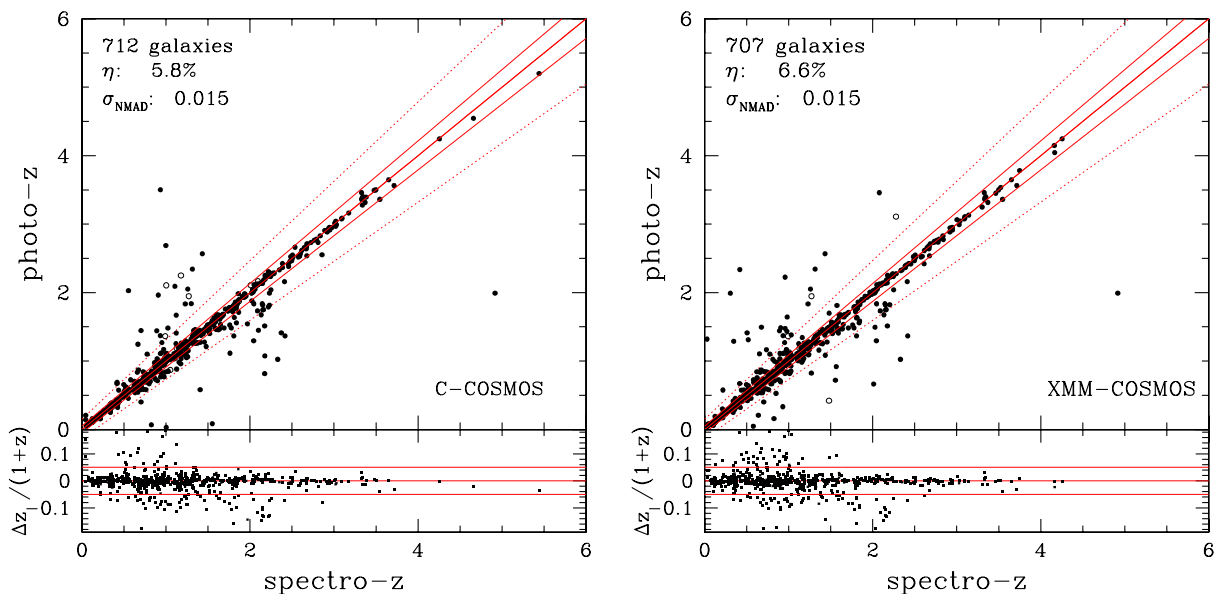 6
712 galaxies
η: 5.8%
σNMAD: 0.015
4
photo-z
2
C-COSMOS
0
0.1
0
-0.1
Δz/(1+z)
0 2 4 6
spectro-z
6
707 galaxies
η: 6.6%
σNMAD: 0.015
4
photo-z
2
XMM-COSMOS
0
0.1
0
-0.1
Δz/(1+z)
0 2 4 6
spectro-z